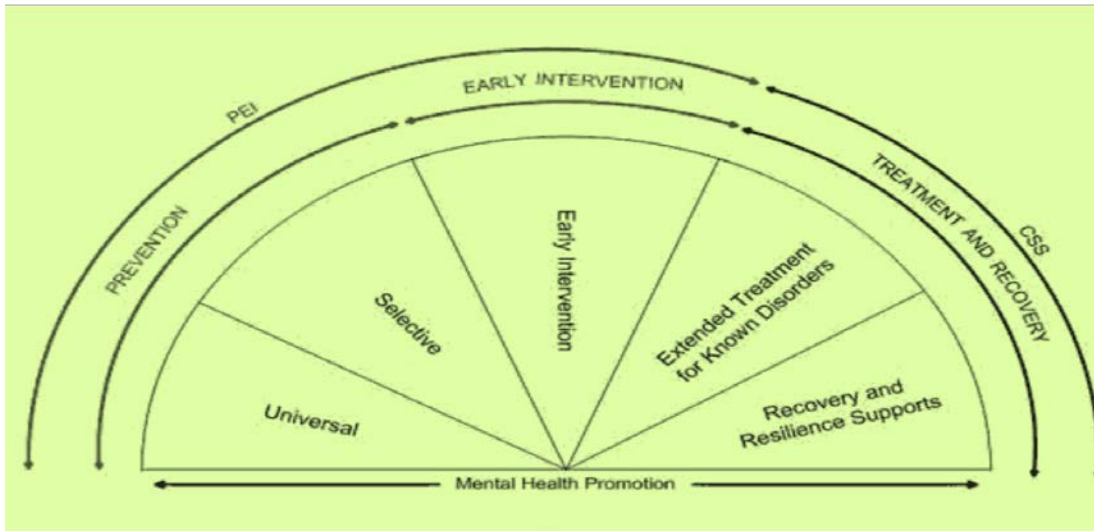 PEI
EARLY INTERVENTION
PREVENTION
TREATMENT AND RECOVERY
CSS
Universal
Selective
Early Intervention
Extended Treatment
for Known Disorders
Recovery and
Resilience Supports
Mental Health Promotion